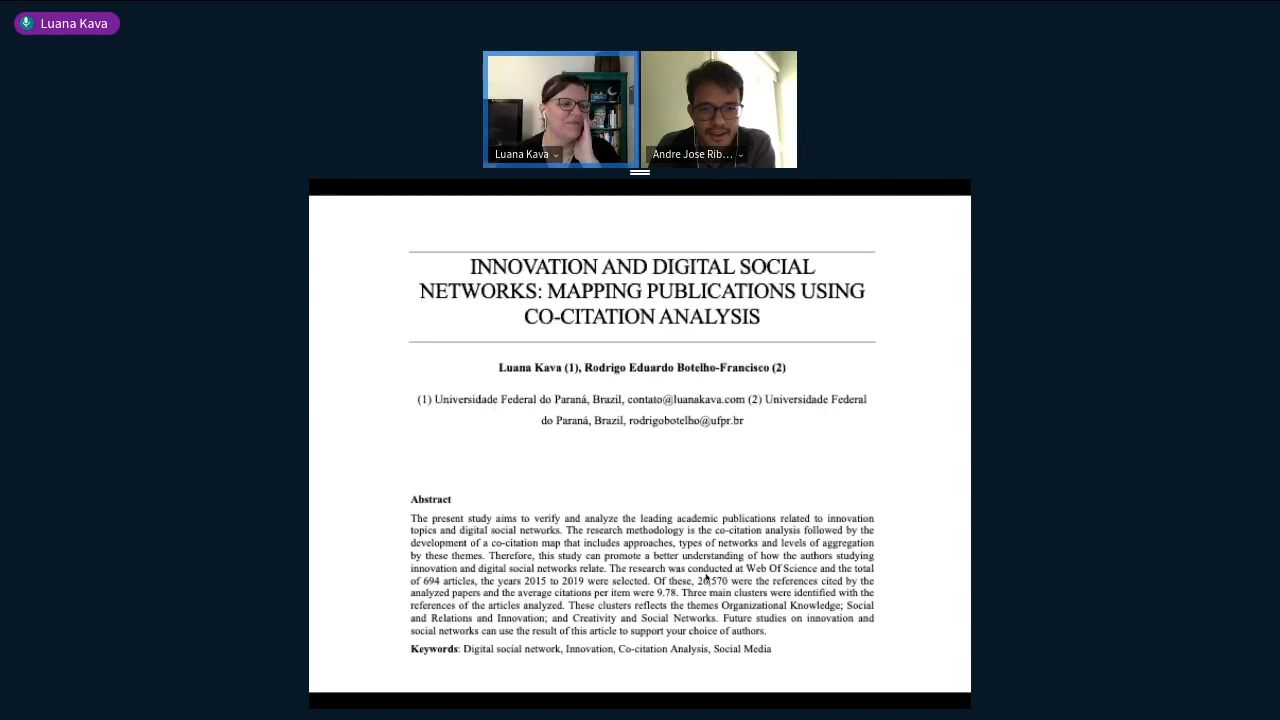 Luana Kava
Luana Kava
Andre Jose Rib...
INNOVATION AND DIGITAL SOCIAL
NETWORKS: MAPPING PUBLICATIONS USING
CO-CITATION ANALYSIS
Luana Kava (1), Rodrigo Eduardo Botelho-Francisco (2)
(1) Universidade Federal do Paraná, Brazil, contato@luanakava.com (2) Universidade Federal
do Paraná, Brazil, rodrigobotelho@ufpr.br
Abstract
The present study aims to verify and analyze the leading academic publications related to innovation
topics and digital social networks. The research methodology is the co-citation analysis followed by the
development of a co-citation map that includes approaches, types of networks and levels of aggregation
by these themes. Therefore, this study can promote a better understanding of how the authors studying
innovation and digital social networks relate. The research was conducted at Web Of Science and the total
of 694 articles, the years 2015 to 2019 were selected. Of these, were the references cited by the
analyzed papers and the average citations per item were 9.78. Three main clusters were identified with the
references of the articles analyzed. These clusters reflect the themes Organizational Knowledge; Social
and Relations and Innovation; and Creativity and Social Networks. Future studies on innovation and
social networks can use the result of this article to support your choice of authors.
Keywords: Digital social network, Innovation, Co-citation Analysis, Social Media